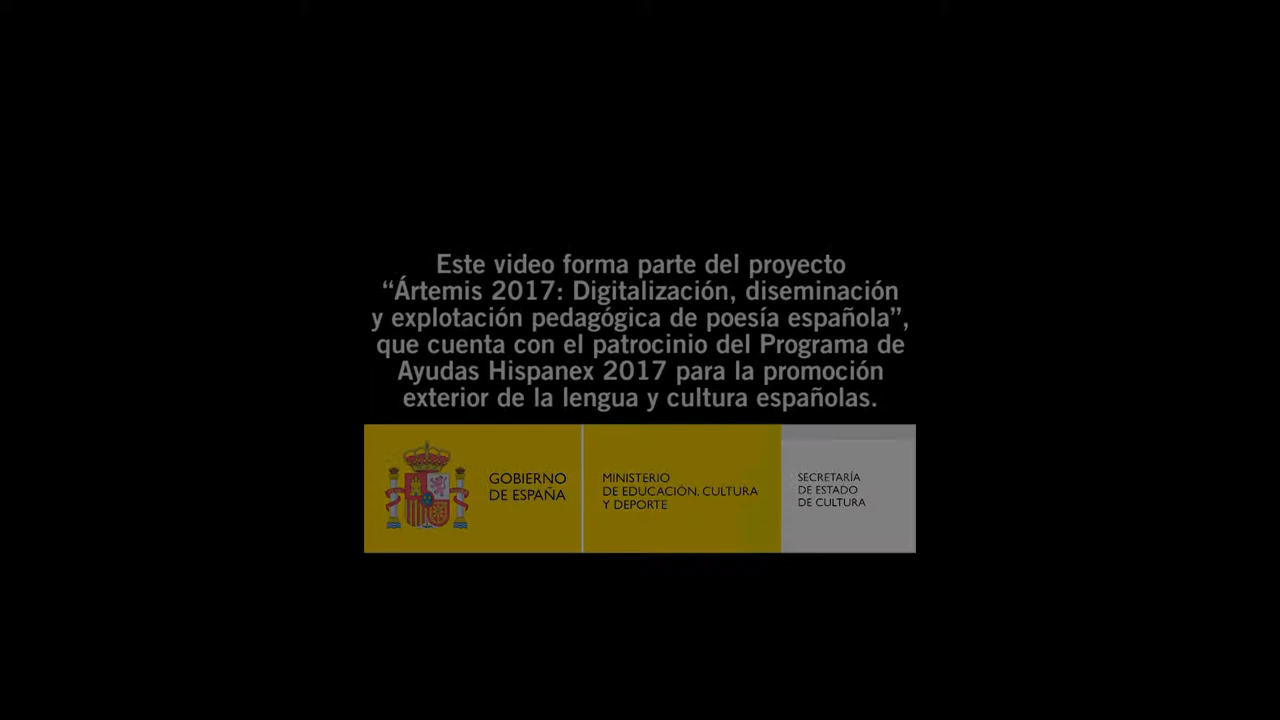 Este video forma parte del proyecto
“Ártemis 2017: Digitalización, diseminación
y explotación pedagógica de poesía española”,
que cuenta con el patrocinio del Programa de
Ayudas Hispanex 2017 para la promoción
exterior de la lengua y cultura españolas.
GOBIERNO
DE ESPAÑA
MINISTERIO
DE EDUCACIÓN, CULTURA
Y DEPORTE
SECRETARÍA
DE ESTADO
DE CULTURA